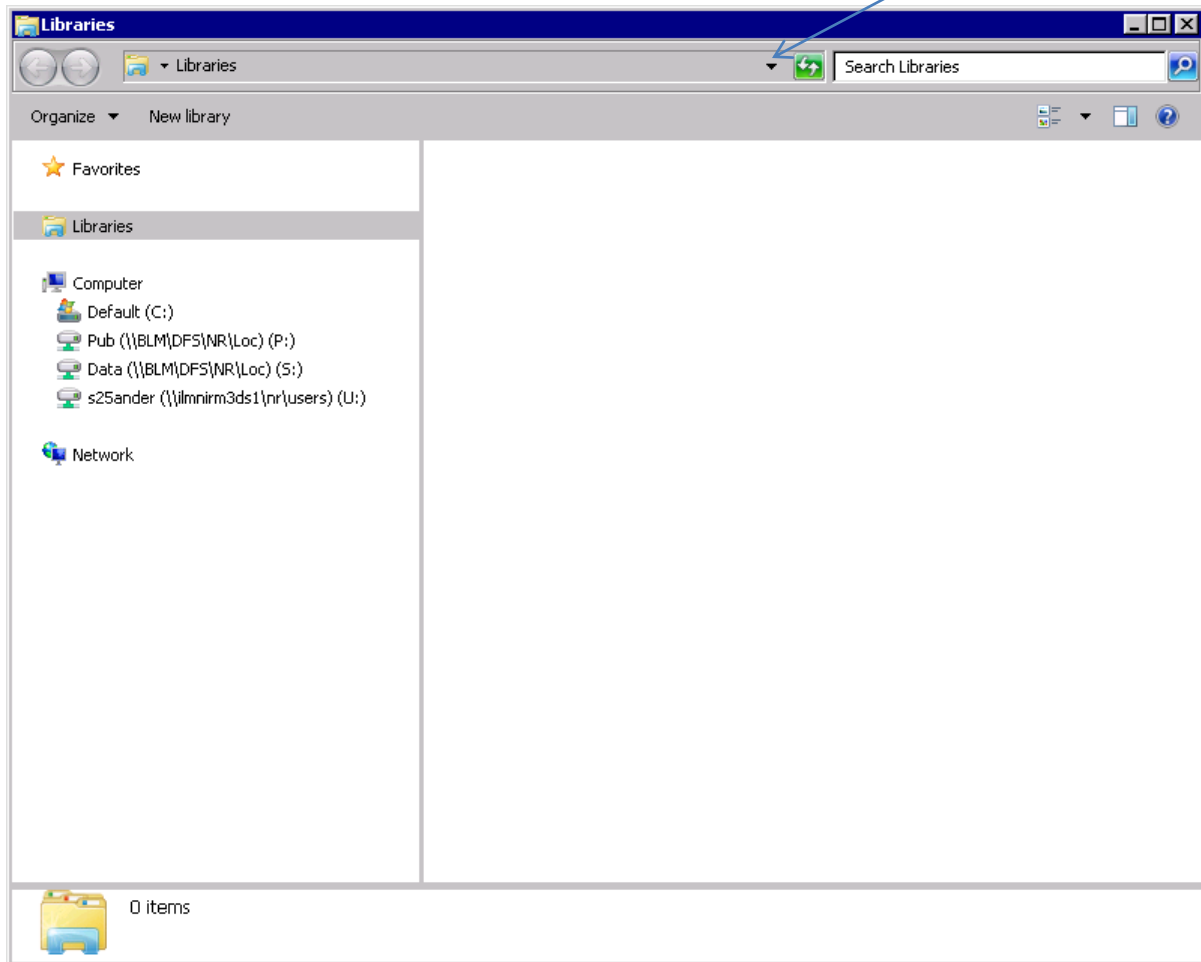 Libraries
Libraries
Search Libraries
Organize
New library
Favorites
Libraries
Computer
Default (C:)
Pub (\\BLM\DFS\NR\Loc) (P:)
Data (\\BLM\DFS\NR\Loc) (S:)
s25ander (\\ilmnirm3ds1\nr\users) (U:)
Network
0 items